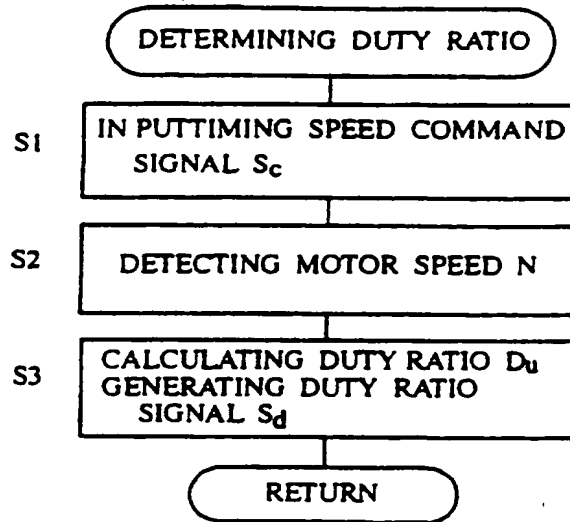 DETERMINING DUTY RATIO
S1
IN PUTTIMING SPEED COMMAND
SIGNAL Sc
S2
DETECTING MOTOR SPEED N
S3
CALCULATING DUTY RATIO Du
GENERATING DUTY RATIO
SIGNAL Sd
RETURN